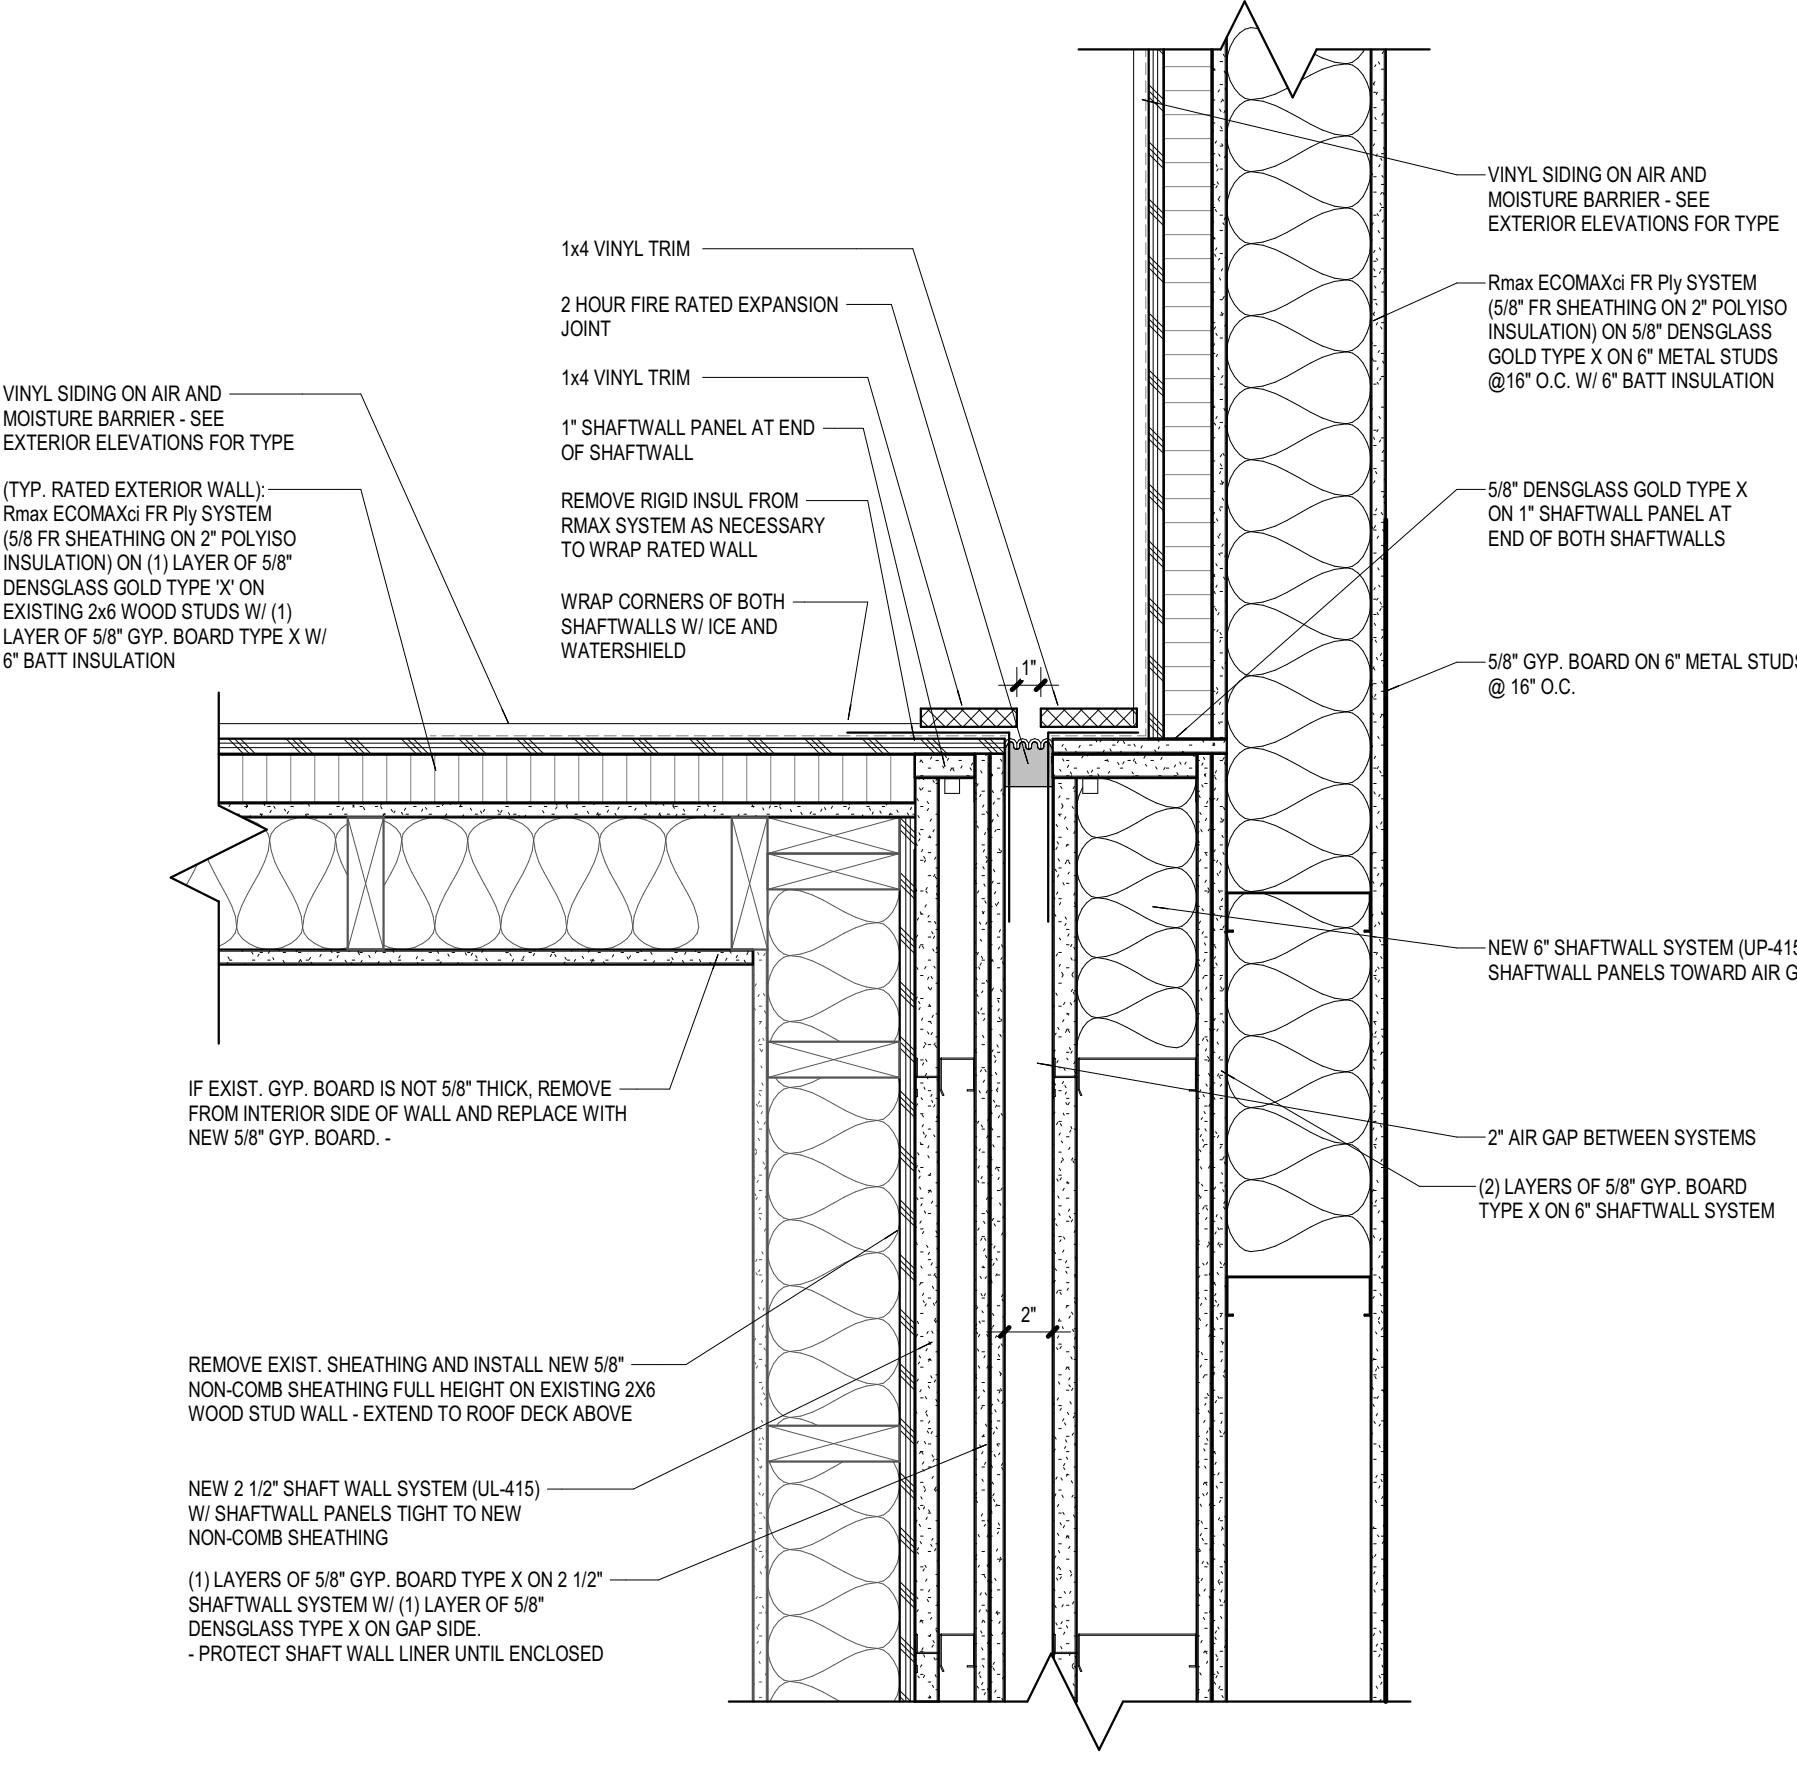 VINYL SIDING ON AIR AND
MOISTURE BARRIER - SEE
EXTERIOR ELEVATIONS FOR TYPE
(TYP. RATED EXTERIOR WALL):
Rmax ECOMAXci FR Ply SYSTEM
(5/8 FR SHEATHING ON 2" POLYISO
INSULATION) ON (1) LAYER OF 5/8"
DENSGLASS GOLD TYPE 'X' ON
EXISTING 2x6 WOOD STUDS W/ (1)
LAYER OF 5/8" GYP. BOARD TYPE X W/
6" BATT INSULATION
1x4 VINYL TRIM
2 HOUR FIRE RATED EXPANSION
JOINT
1x4 VINYL TRIM
1" SHAFTWALL PANEL AT END
OF SHAFTWALL
REMOVE RIGID INSUL FROM
RMAX SYSTEM AS NECESSARY
TO WRAP RATED WALL
WRAP CORNERS OF BOTH
SHAFTWALLS W/ ICE AND
WATERSHIELD
1"
VINYL SIDING ON AIR AND
MOISTURE BARRIER - SEE
EXTERIOR ELEVATIONS FOR TYPE
Rmax ECOMAXci FR Ply SYSTEM
(5/8" FR SHEATHING ON 2" POLYISO
INSULATION) ON 5/8" DENSGLASS
GOLD TYPE X ON 6" METAL STUDS
@16" O.C. W/ 6" BATT INSULATION
5/8" DENSGLASS GOLD TYPE X
ON 1" SHAFTWALL PANEL AT
END OF BOTH SHAFTWALLS
5/8" GYP. BOARD ON 6" METAL STUDS
@ 16" O.C.
NEW 6" SHAFTWALL SYSTEM (UP-415
SHAFTWALL PANELS TOWARD AIR G
2" AIR GAP BETWEEN SYSTEMS
(2) LAYERS OF 5/8" GYP. BOARD
TYPE X ON 6" SHAFTWALL SYSTEM
IF EXIST. GYP. BOARD IS NOT 5/8" THICK, REMOVE
FROM INTERIOR SIDE OF WALL AND REPLACE WITH
NEW 5/8" GYP. BOARD. -
2"
REMOVE EXIST. SHEATHING AND INSTALL NEW 5/8"
NON-COMB SHEATHING FULL HEIGHT ON EXISTING 2X6
WOOD STUD WALL - EXTEND TO ROOF DECK ABOVE
NEW 2 1/2" SHAFT WALL SYSTEM (UL-415)
W/ SHAFTWALL PANELS TIGHT TO NEW
NON-COMB SHEATHING
(1) LAYERS OF 5/8" GYP. BOARD TYPE X ON 2 1/2"
SHAFTWALL SYSTEM W/ (1) LAYER OF 5/8"
DENSGLASS TYPE X ON GAP SIDE.
- PROTECT SHAFT WALL LINER UNTIL ENCLOSED